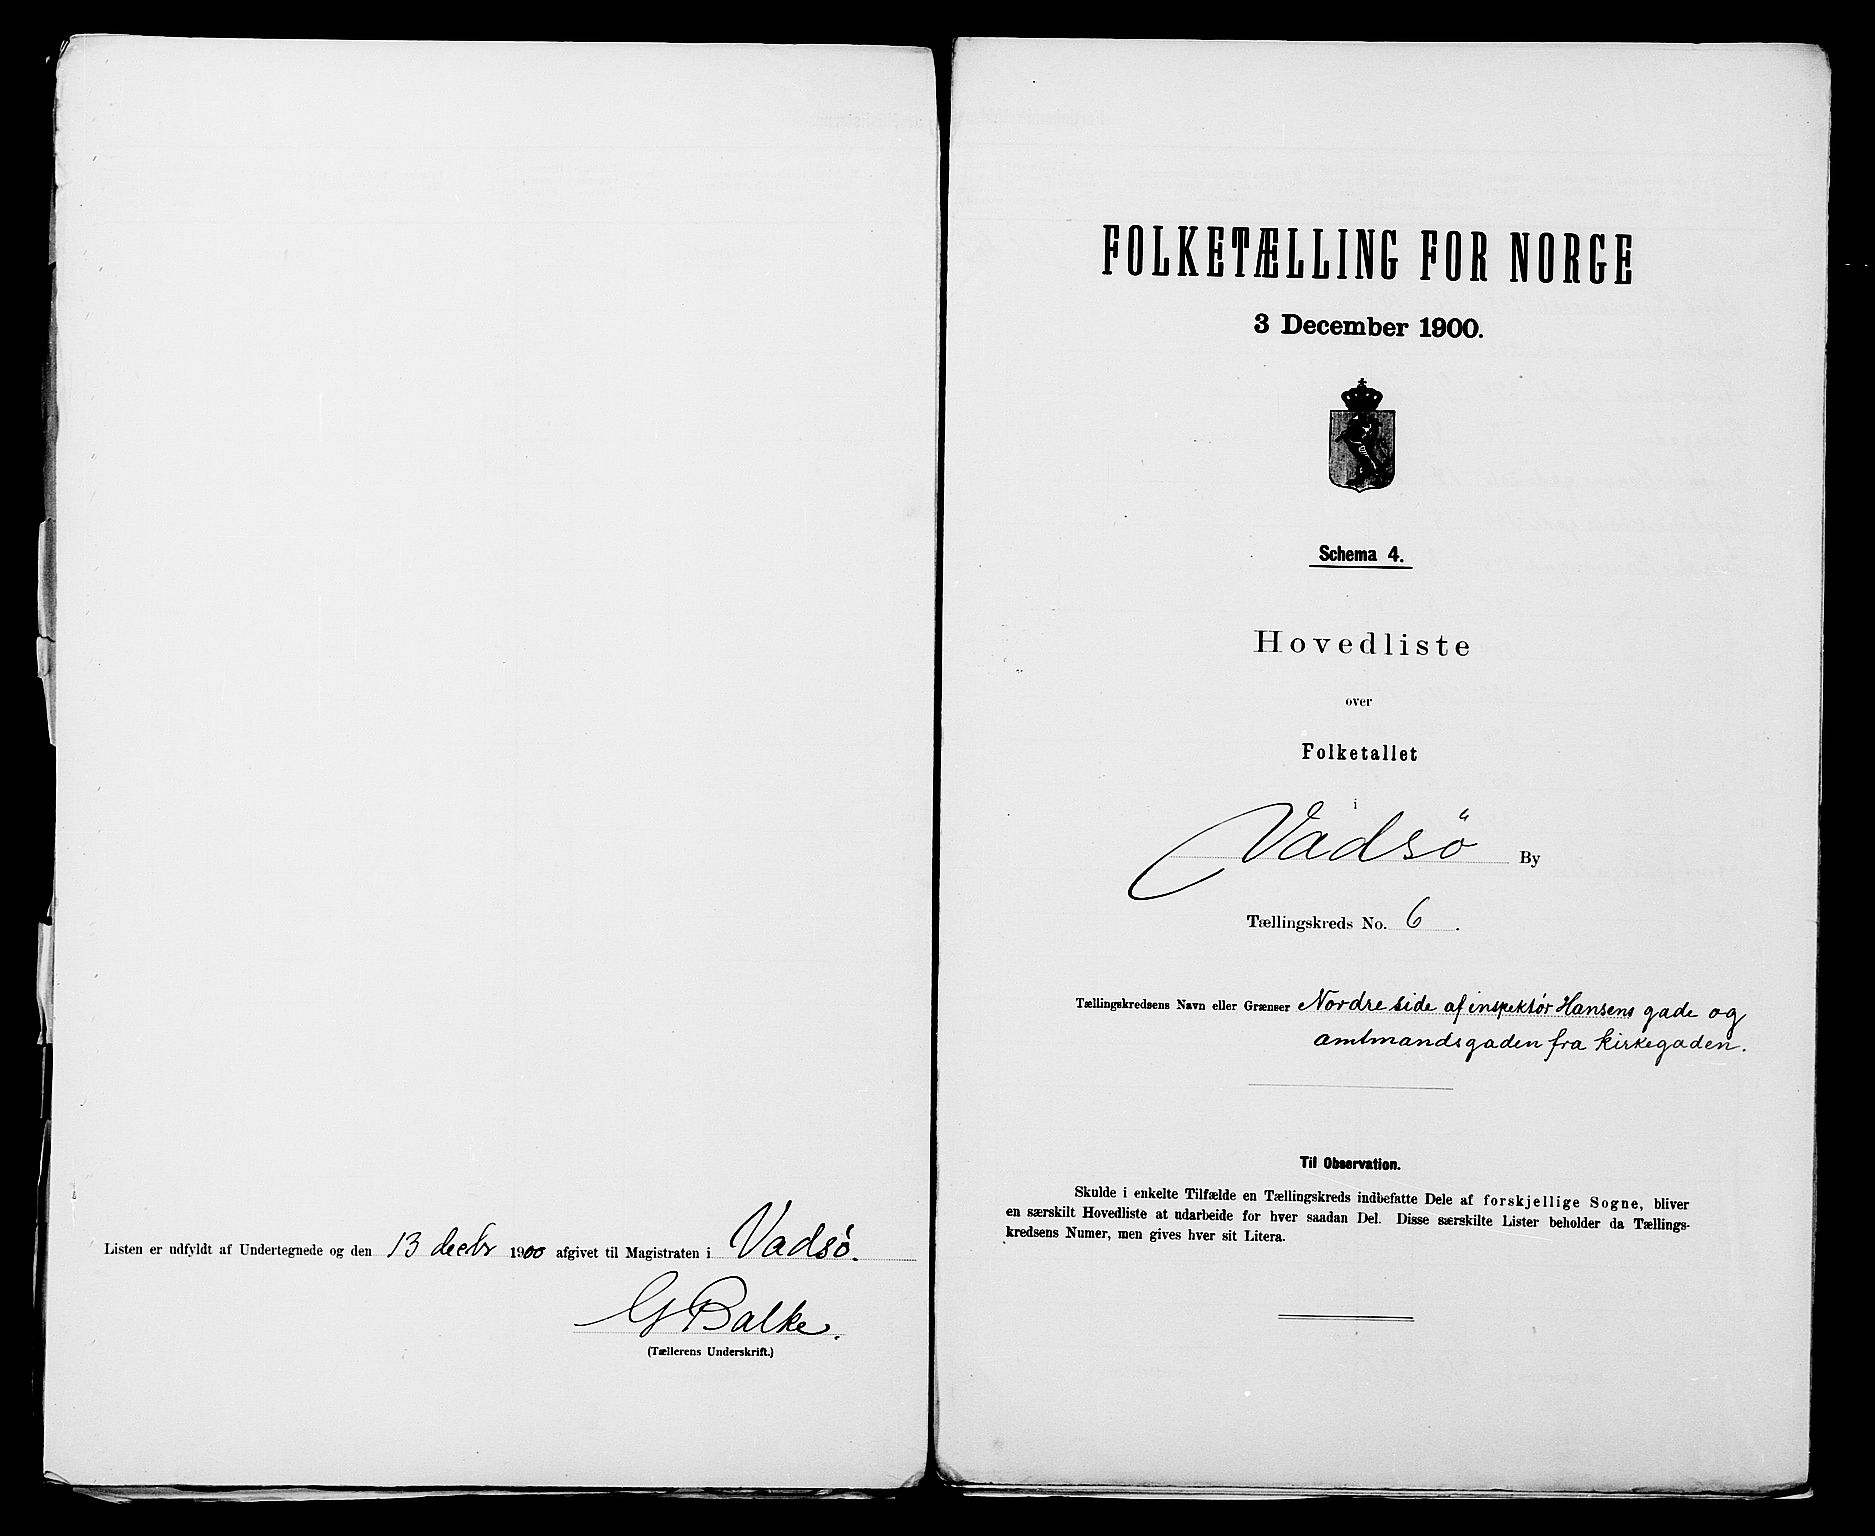 Listen er udfyldt af Undertegnede og den 13 decbr 1900 afgivet til Magistraten i Vadsø.
G Balke.
(Tællerens Underskrift.)
FOLKETÆLLING FOR NORGE
3 December 1900.
Schema 4.
Hovedliste
over
Folketallet
i
Vadsö By
Tællingskreds No. 6.
Tællingskredsens Navn eller Grænser Nordre side af inspektør Hansens gade og
amtmandsgaden fra kirkegaden.
Til Observation.
Skulde i enkelte Tilfælde en Tællingskreds indbefatte Dele af forskjellige Sogne, bliver
en særskilt Hovedliste at udarbeide for hver saadan Del. Disse særskilte Lister beholder da Tællings-
kredsens Numer, men gives hver sit Litera.